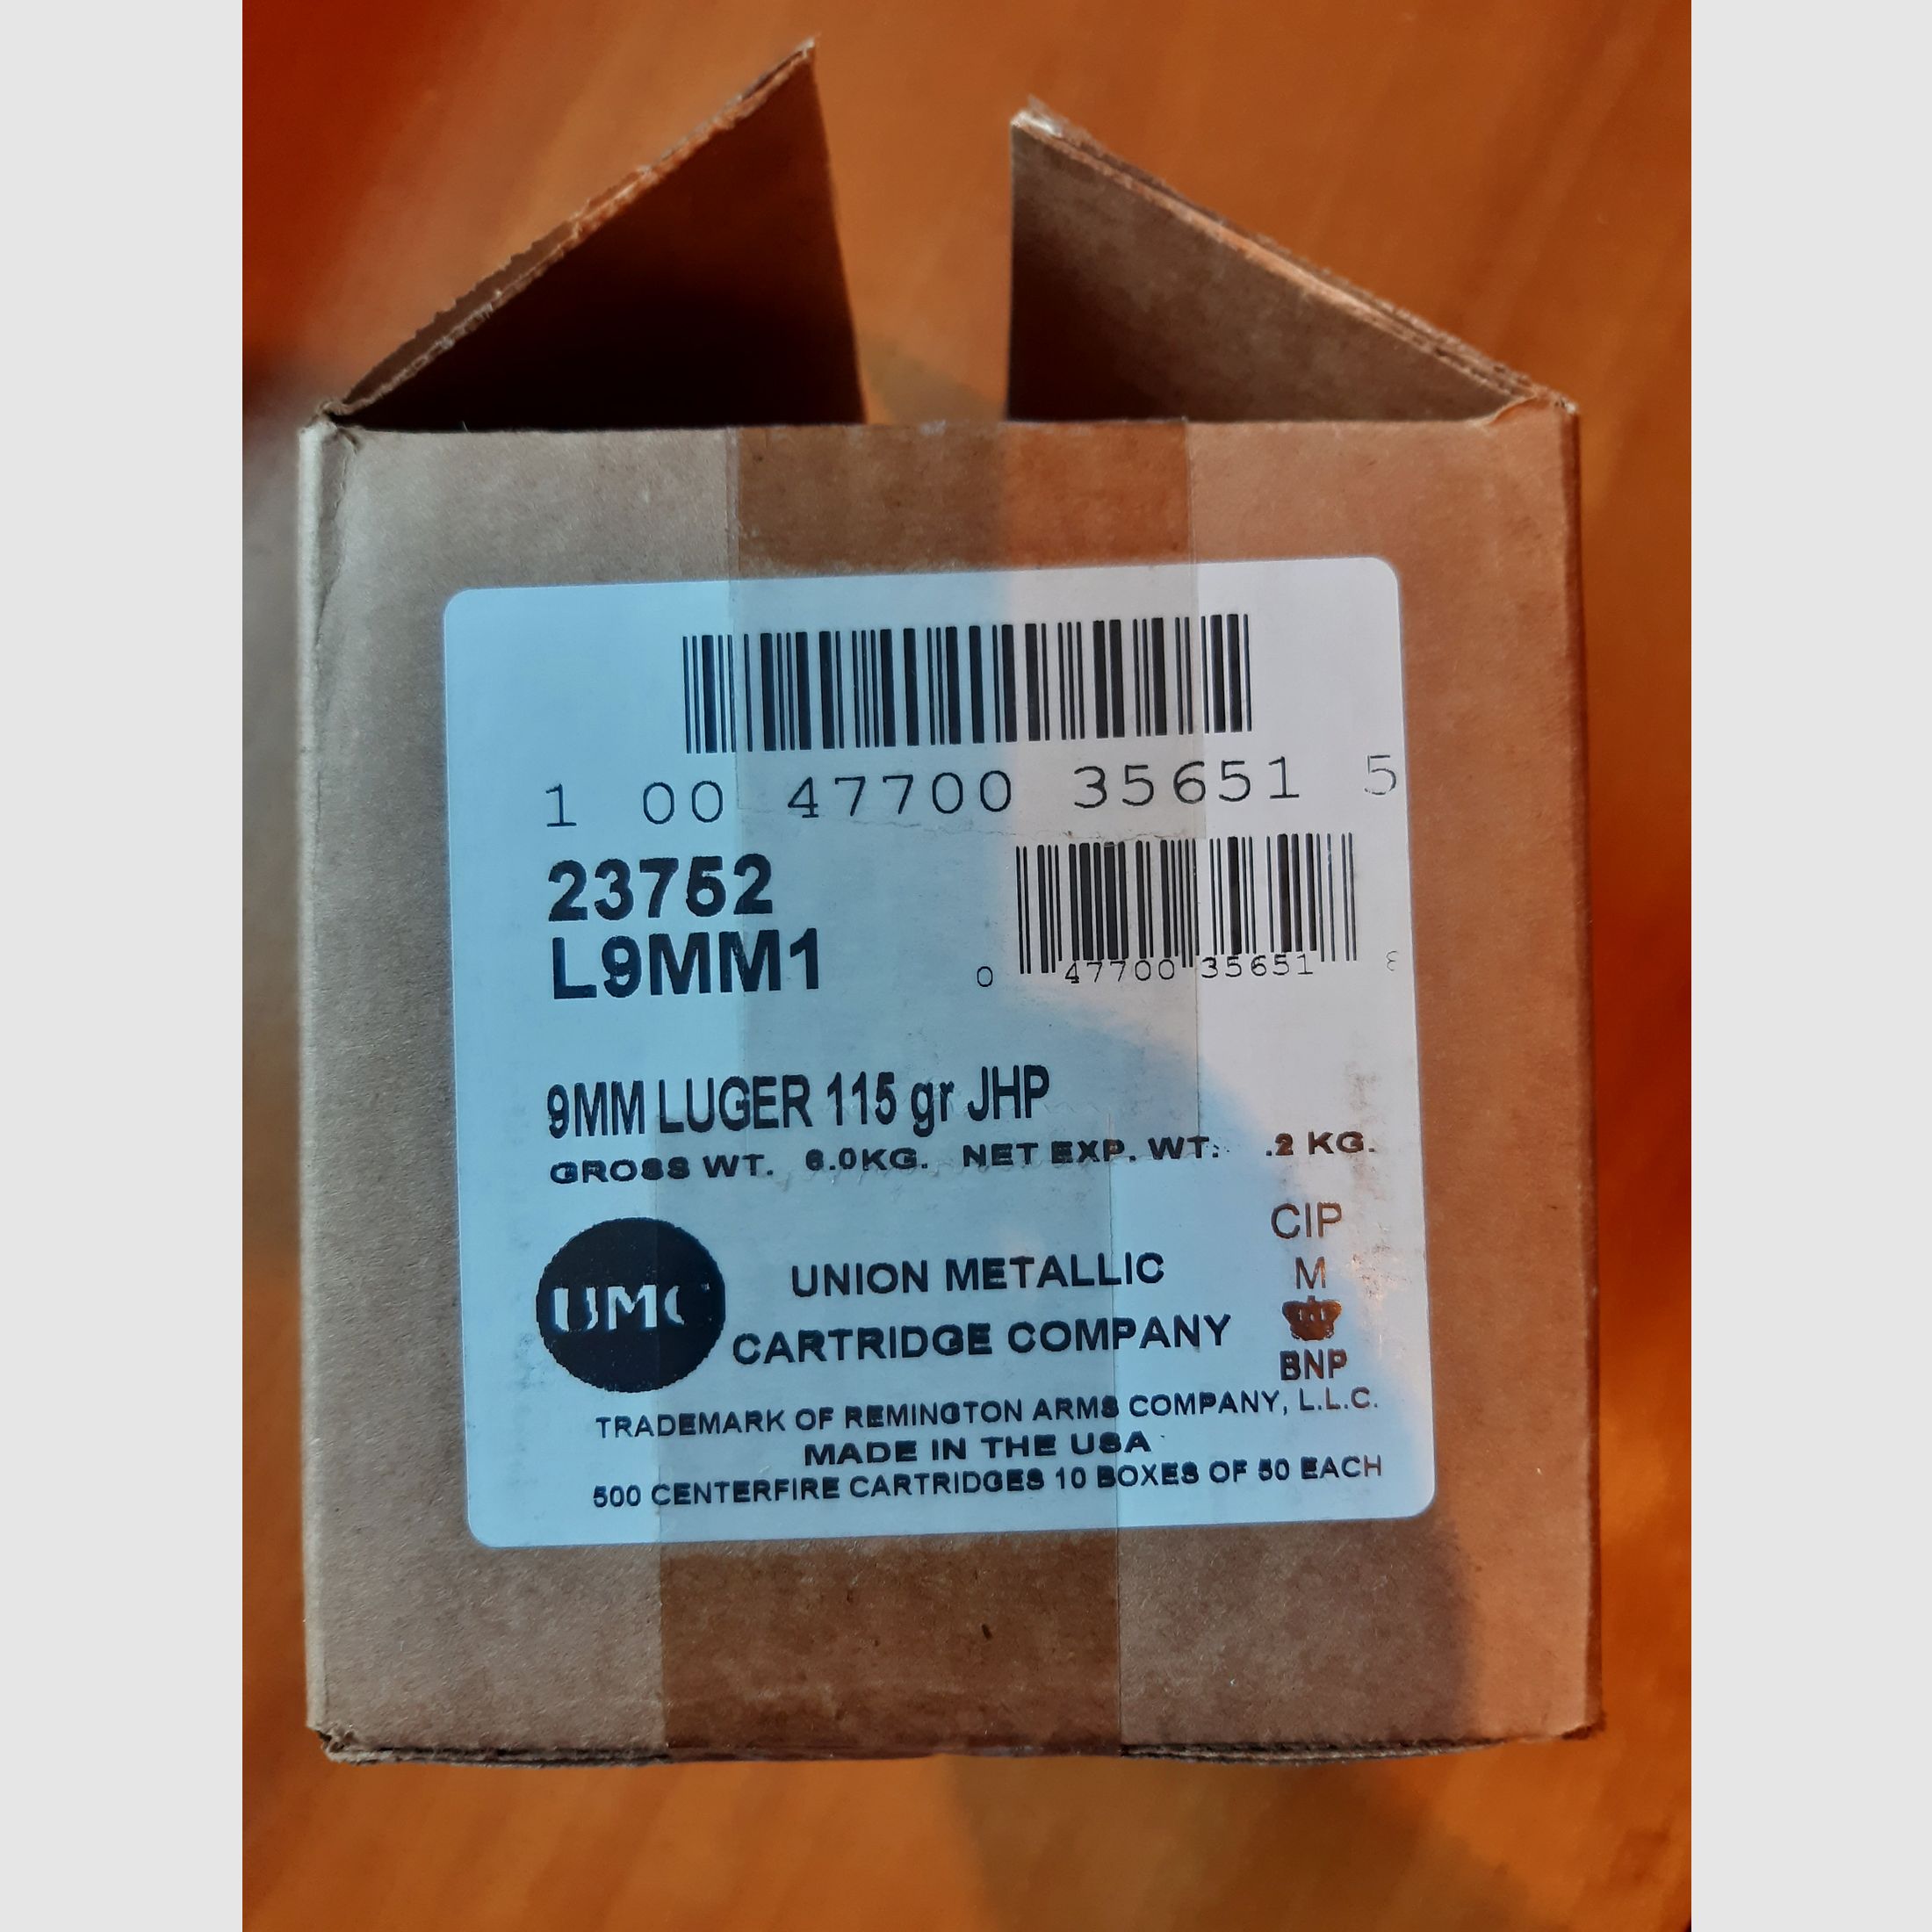 1 00 47700 35651 5
23752
L9MM1
0 47700 35651 8
9MM LUGER 115 gr JHP
GROSS WT. 6.0KG. NET EXP. WT: .2 KG.
CIP
M
BNP
UMC
UNION METALLIC
CARTRIDGE COMPANY
TRADEMARK OF REMINGTON ARMS COMPANY, L.L.C.
MADE IN THE USA
500 CENTERFIRE CARTRIDGES 10 BOXES OF 50 EACH